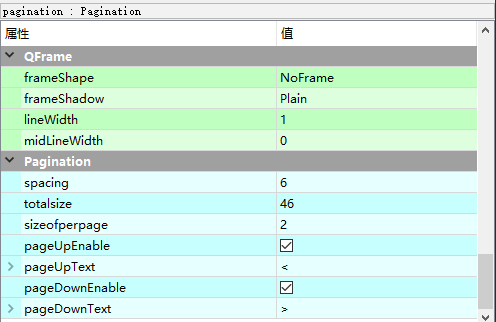 pagination : Pagination
属性 值
QFrame
frameShape NoFrame
frameShadow Plain
lineWidth 1
midLineWidth 0
Pagination
spacing 6
totalsize 46
sizeofperpage 2
pageUpEnable
pageUpText <
pageDownEnable
pageDownText >